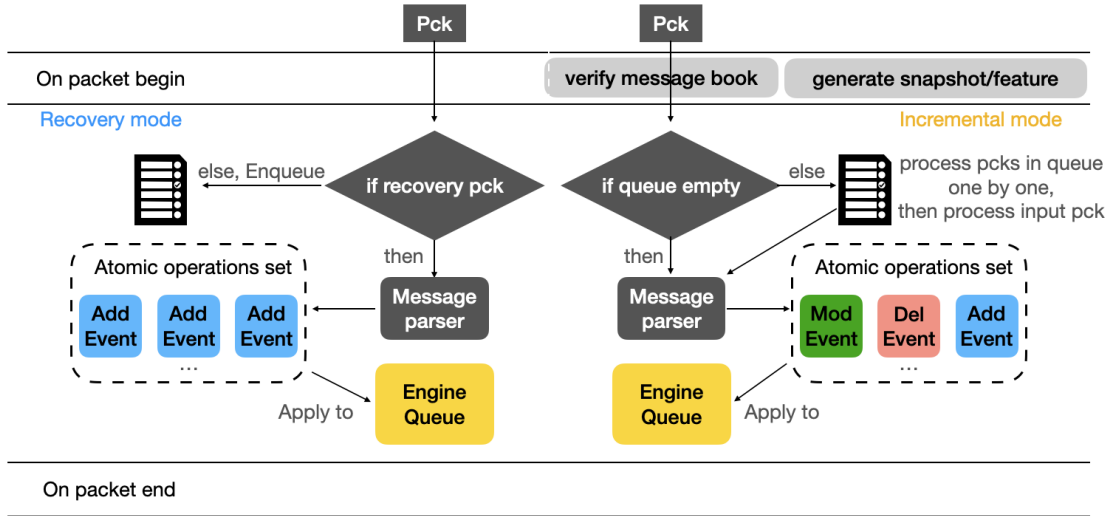 Pck
Pck
On packet begin
verify message book
generate snapshot/feature
Recovery mode
Incremental mode
else, Enqueue
if recovery pck
if queue empty
else
process pcks in queue
one by one,
then process input pck
then
then
Atomic operations set
Message
parser
Message
parser
Atomic operations set
Add
Event
Add
Event
Add
Event
...
Mod
Event
Del
Event
Add
Event
...
Apply to
Engine
Queue
Engine
Queue
Apply to
On packet end